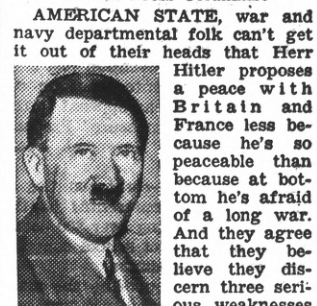 AMERICAN STATE, war and
navy departmental folk can't get
it out of their heads that Herr
Hitler proposes
a peace with
Britain and
France less be-
cause he's so
peaceable than
because at bot-
tom he's afraid
of a long war.
And they agree
that they be-
lieve they dis-
cern three seri-
ous weaknesses